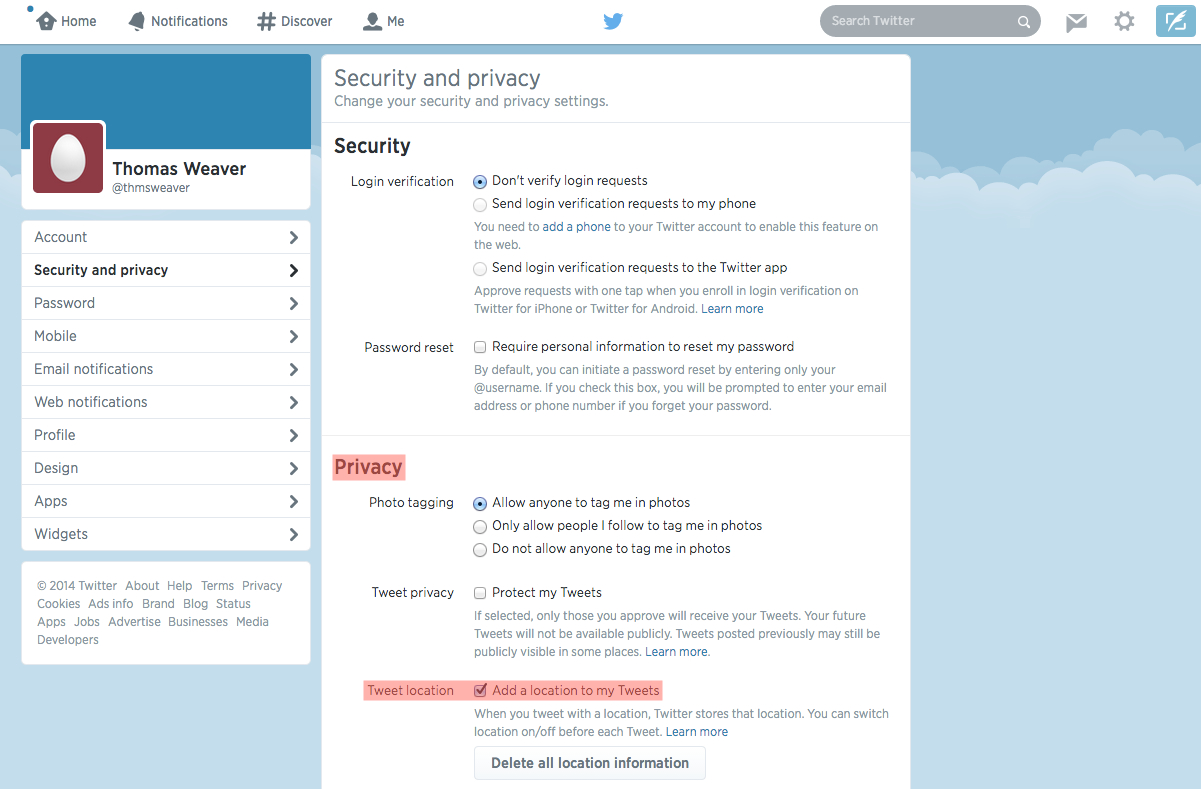 Home Notifications Discover Me Search Twitter
Thomas Weaver
@thmsweaver
Account
Security and privacy
Password
Mobile
Email notifications
Web notifications
Profile
Design
Apps
Widgets
© 2014 Twitter About Help Terms Privacy
Cookies Ads info Brand Blog Status
Apps Jobs Advertise Businesses Media
Developers
Security and privacy
Change your security and privacy settings.
Security
Login verification Don't verify login requests
Send login verification requests to my phone
You need to add a phone to your Twitter account to enable this feature on
the web.
Send login verification requests to the Twitter app
Approve requests with one tap when you enroll in login verification on
Twitter for iPhone or Twitter for Android. Learn more
Password reset Require personal information to reset my password
By default, you can initiate a password reset by entering only your
@username. If you check this box, you will be prompted to enter your email
address or phone number if you forget your password.
Privacy
Photo tagging Allow anyone to tag me in photos
Only allow people I follow to tag me in photos
Do not allow anyone to tag me in photos
Tweet privacy Protect my Tweets
If selected, only those you approve will receive your Tweets. Your future
Tweets will not be available publicly. Tweets posted previously may still be
publicly visible in some places. Learn more.
Tweet location Add a location to my Tweets
When you tweet with a location, Twitter stores that location. You can switch
location on/off before each Tweet. Learn more
Delete all location information